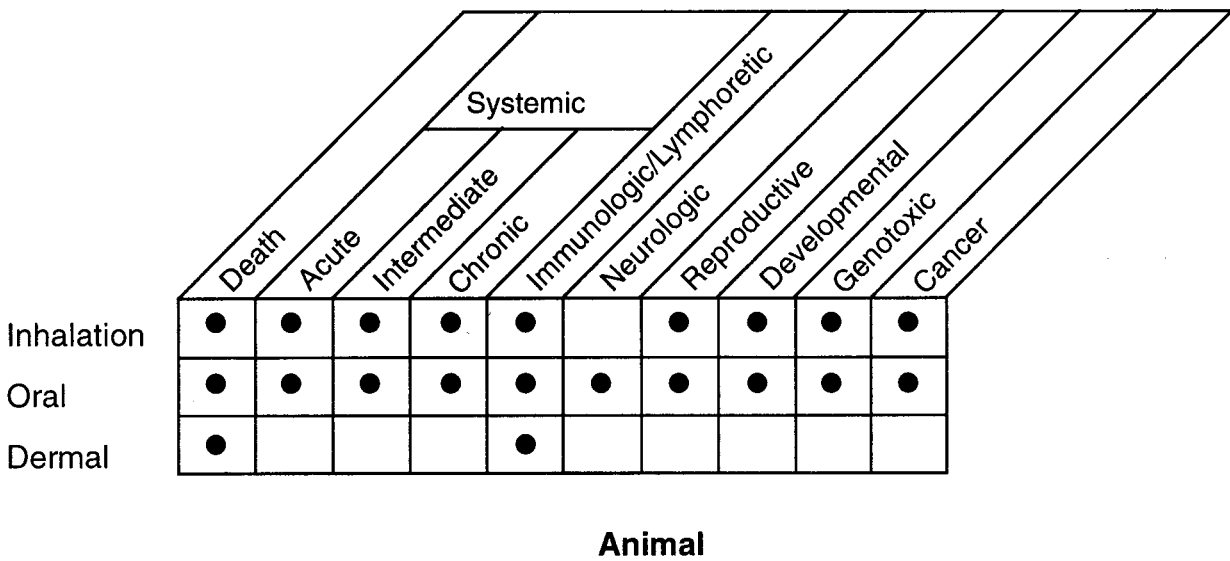 Systemic
Death
Acute
Intermediate
Chronic
Immunologic/Lymphoretic
Neurologic
Reproductive
Developmental
Genotoxic
Cancer
Inhalation
Oral
Dermal
Animal